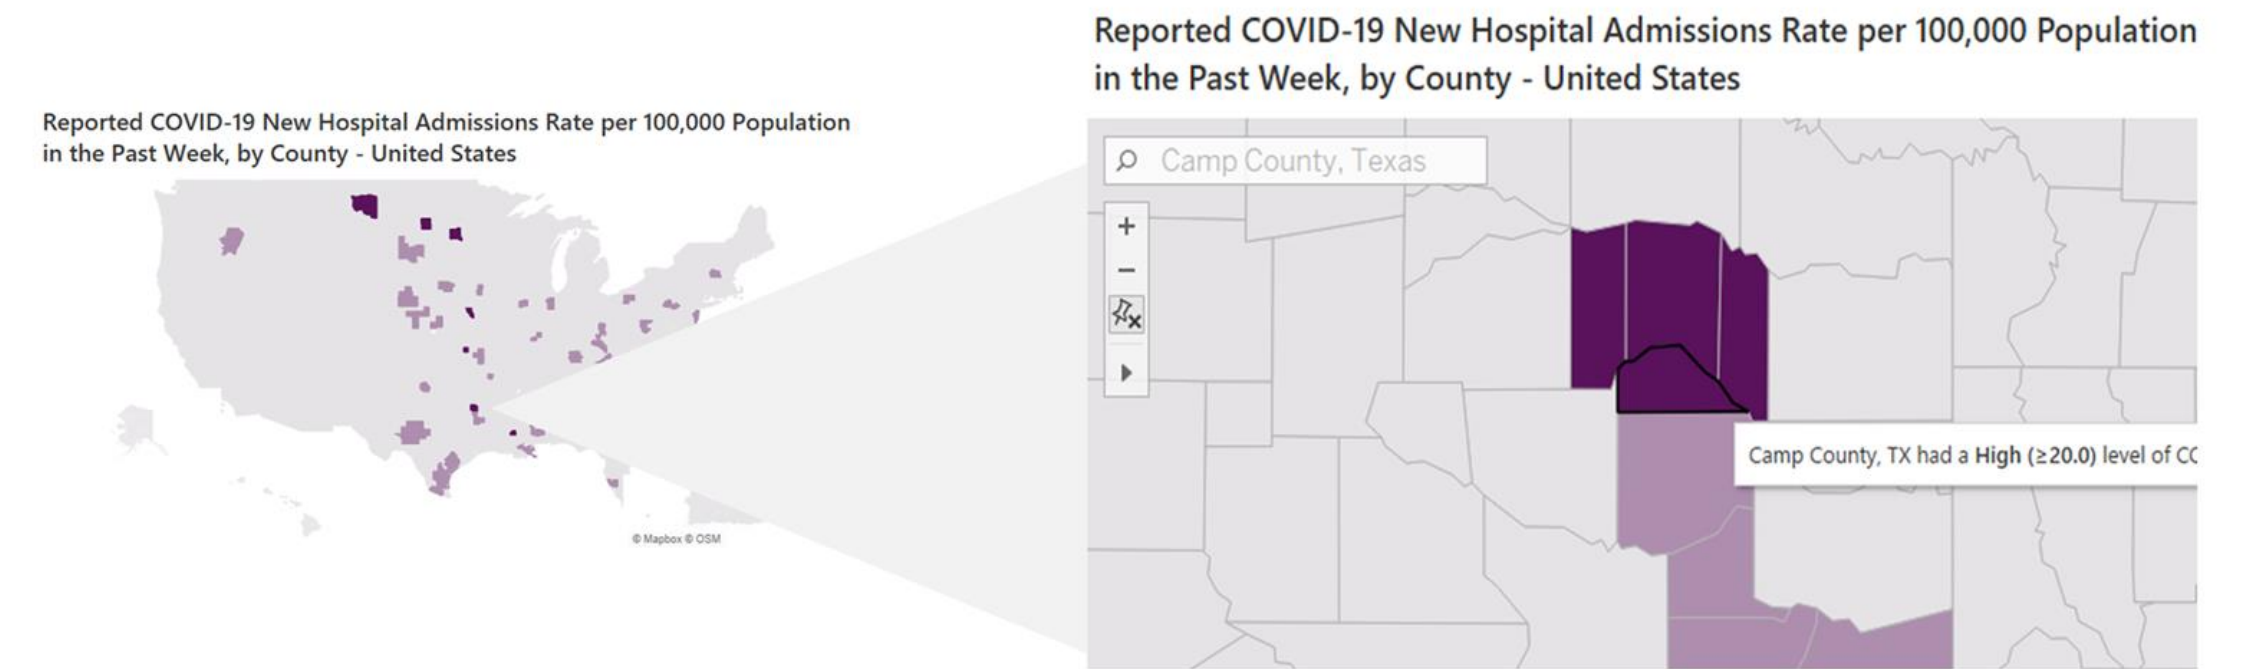 Reported COVID-19 New Hospital Admissions Rate per 100,000 Population
in the Past Week, by County - United States
© Mapbox © OSM
Reported COVID-19 New Hospital Admissions Rate per 100,000 Population
in the Past Week, by County - United States
Camp County, Texas
Camp County, TX had a High (≥20.0) level of CO